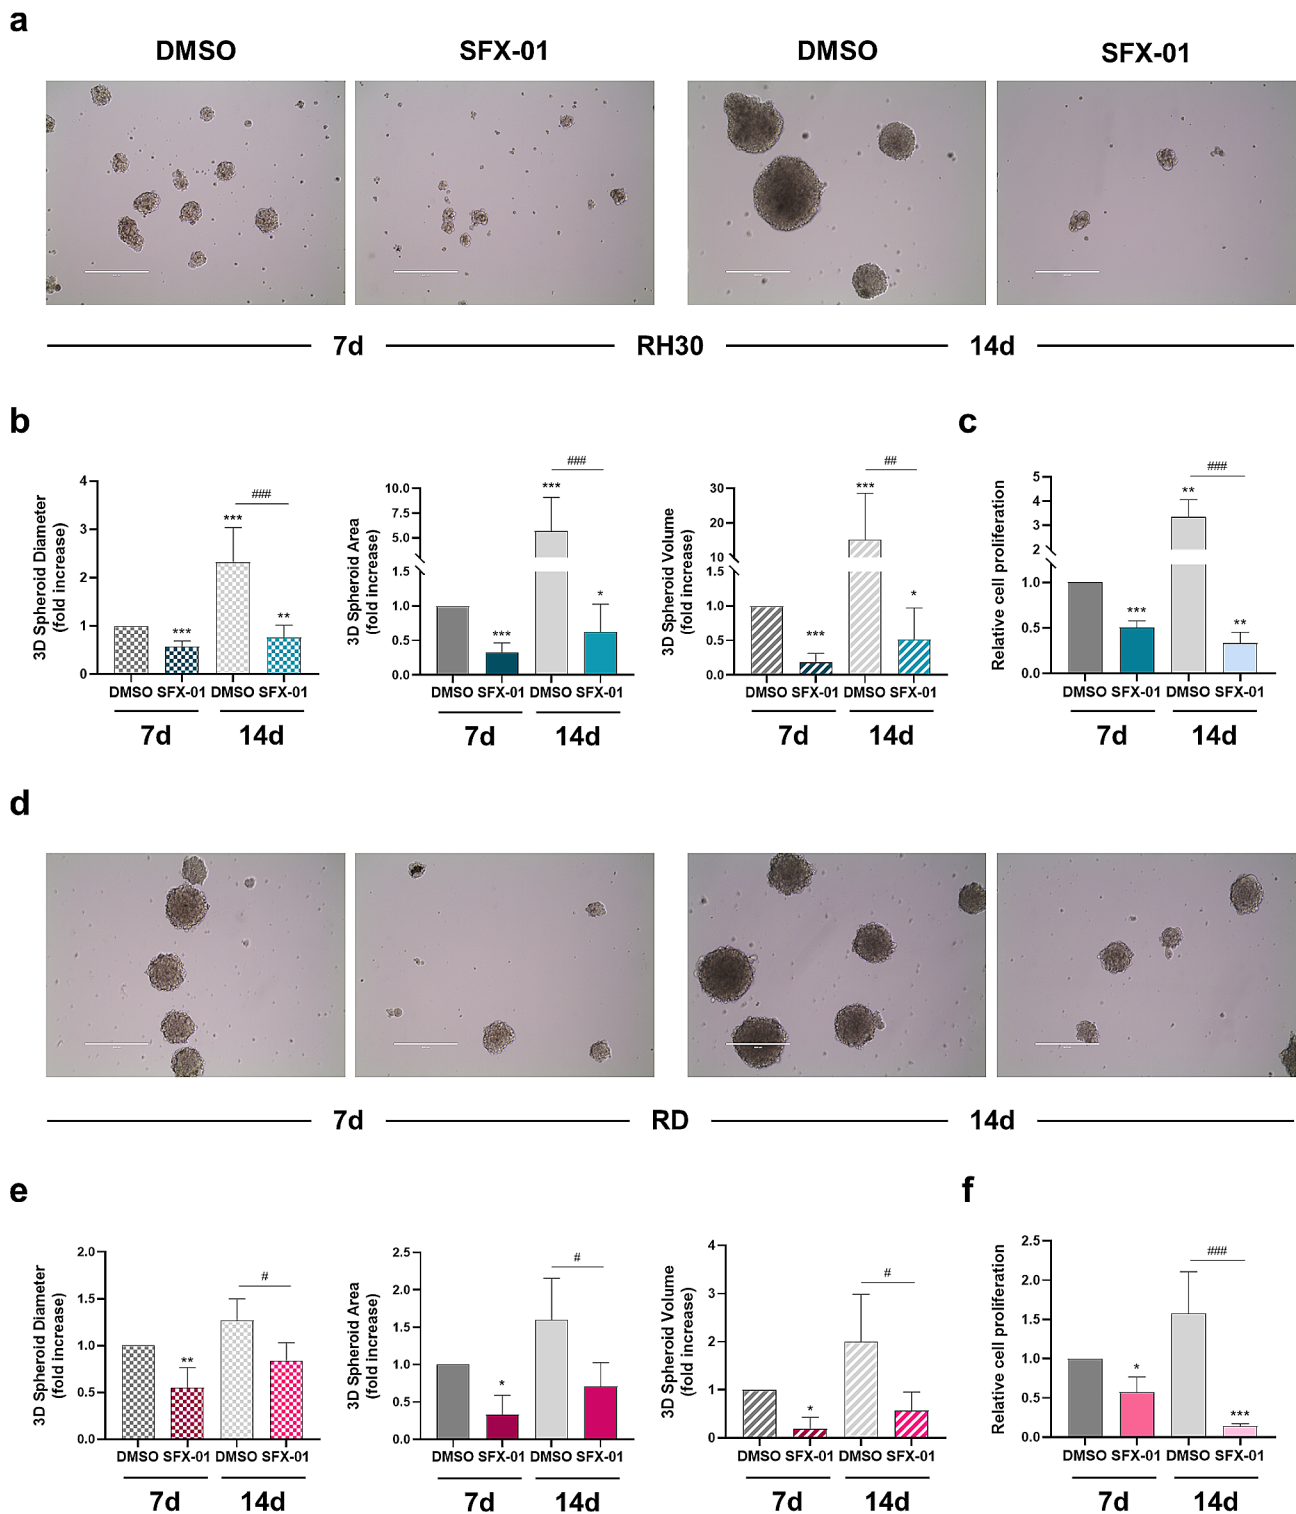 a
DMSO SFX-01 DMSO SFX-01
7d RH30 14d
b
3D Spheroid Diameter
(fold increase)
4
3
2
1
0
***
***
###
**
DMSO SFX-01 DMSO SFX-01
7d 14d
3D Spheroid Area
(fold increase)
10.0
7.5
5.0
1.5
1.0
0.5
0.0
***
***
###
*
DMSO SFX-01 DMSO SFX-01
7d 14d
3D Spheroid Volume
(fold increase)
30
20
10
1.5
1.0
0.5
0.0
***
***
##
*
DMSO SFX-01 DMSO SFX-01
7d 14d
c
Relative cell proliferation
5
4
3
2
1.0
0.5
0.0
***
**
###
**
DMSO SFX-01 DMSO SFX-01
7d 14d
d
7d RD 14d
e
3D Spheroid Diameter
(fold increase)
2.0
1.5
1.0
0.5
0.0
**
#
DMSO SFX-01 DMSO SFX-01
7d 14d
3D Spheroid Area
(fold increase)
2.5
2.0
1.5
1.0
0.5
0.0
*
#
DMSO SFX-01 DMSO SFX-01
7d 14d
3D Spheroid Volume
(fold increase)
4
3
2
1
0
*
#
DMSO SFX-01 DMSO SFX-01
7d 14d
f
Relative cell proliferation
2.5
2.0
1.5
1.0
0.5
0.0
*
###
***
DMSO SFX-01 DMSO SFX-01
7d 14d